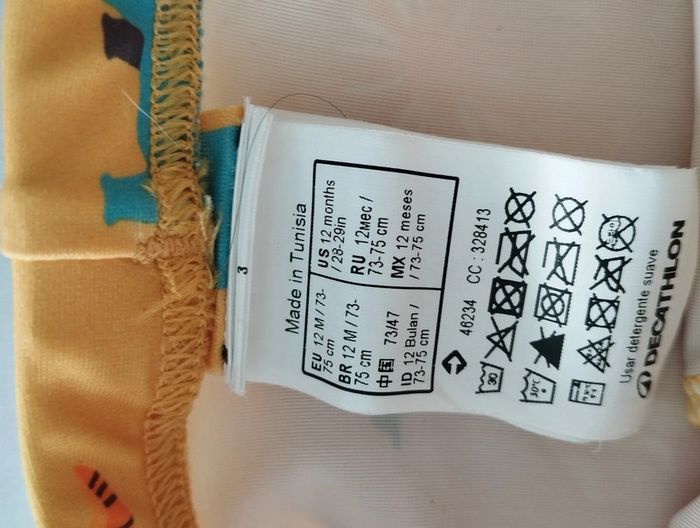 3
Made in Tunisia
EU 12 M / 73-
75 cm
US 12 months
/ 28-29in
BR 12 M / 73-
75 cm
RU 12мес /
73-75 cm
中国 73/47
ID 12 Bulan /
73-75 cm
MX 12 meses
/ 73-75 cm
46234 CC : 328413
30
30°C
Usar detergente suave
DECATHLON